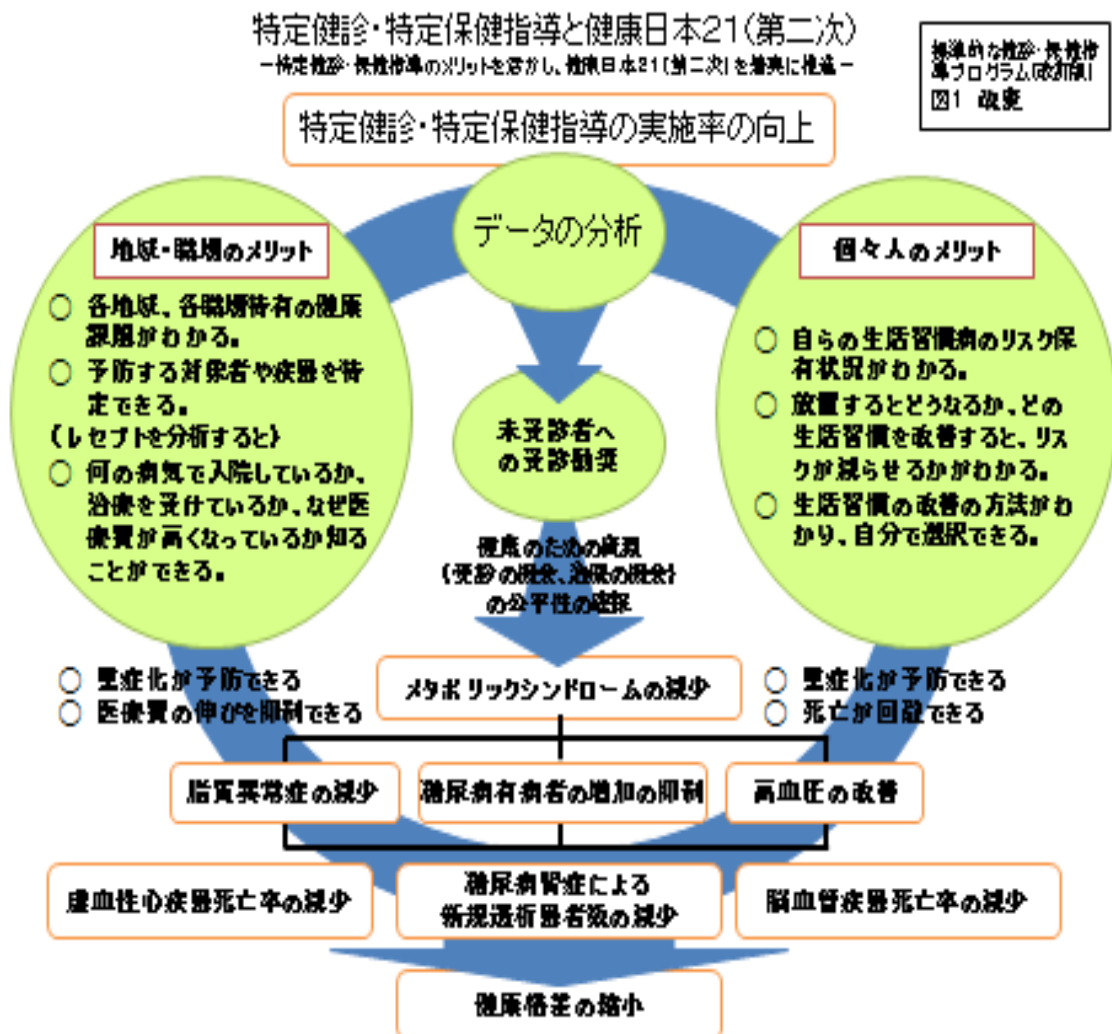 特定健診・特定保健指導と健康日本21(第二次)
－特定健診・保健指導のメリットを活かし、健康日本21(第二次)を着実に推進－
標準的な健診・保健指
導プログラム(改訂版)
図1 改変
特定健診・特定保健指導の実施率の向上
データの分析
地域・職場のメリット
○ 各地域、各職場特有の健康
課題がわかる。
○ 予防する対象者や疾患を特
定できる。
(レセプトを分析すると)
○ 何の病気で入院しているか、
治療を受けているか、なぜ医
療費が高くなっているか知る
ことができる。
未受診者へ
の受診勧奨
個々人のメリット
○ 自らの生活習慣病のリスク保
有状況がわかる。
○ 放置するとどうなるか、どの
生活習慣を改善すると、リス
クが減らせるかがわかる。
○ 生活習慣の改善の方法がわ
かり、自分で選択できる。
健康のための資源
(受診の機会、治療の機会)
の公平性の確保
○ 重症化が予防できる
○ 医療費の伸びを抑制できる
メタボリックシンドロームの減少
○ 重症化が予防できる
○ 死亡が回避できる
脂質異常症の減少
糖尿病有病者の増加の抑制
高血圧の改善
虚血性心疾患死亡率の減少
糖尿病腎症による
新規透析患者数の減少
脳血管疾患死亡率の減少
健康格差の縮小